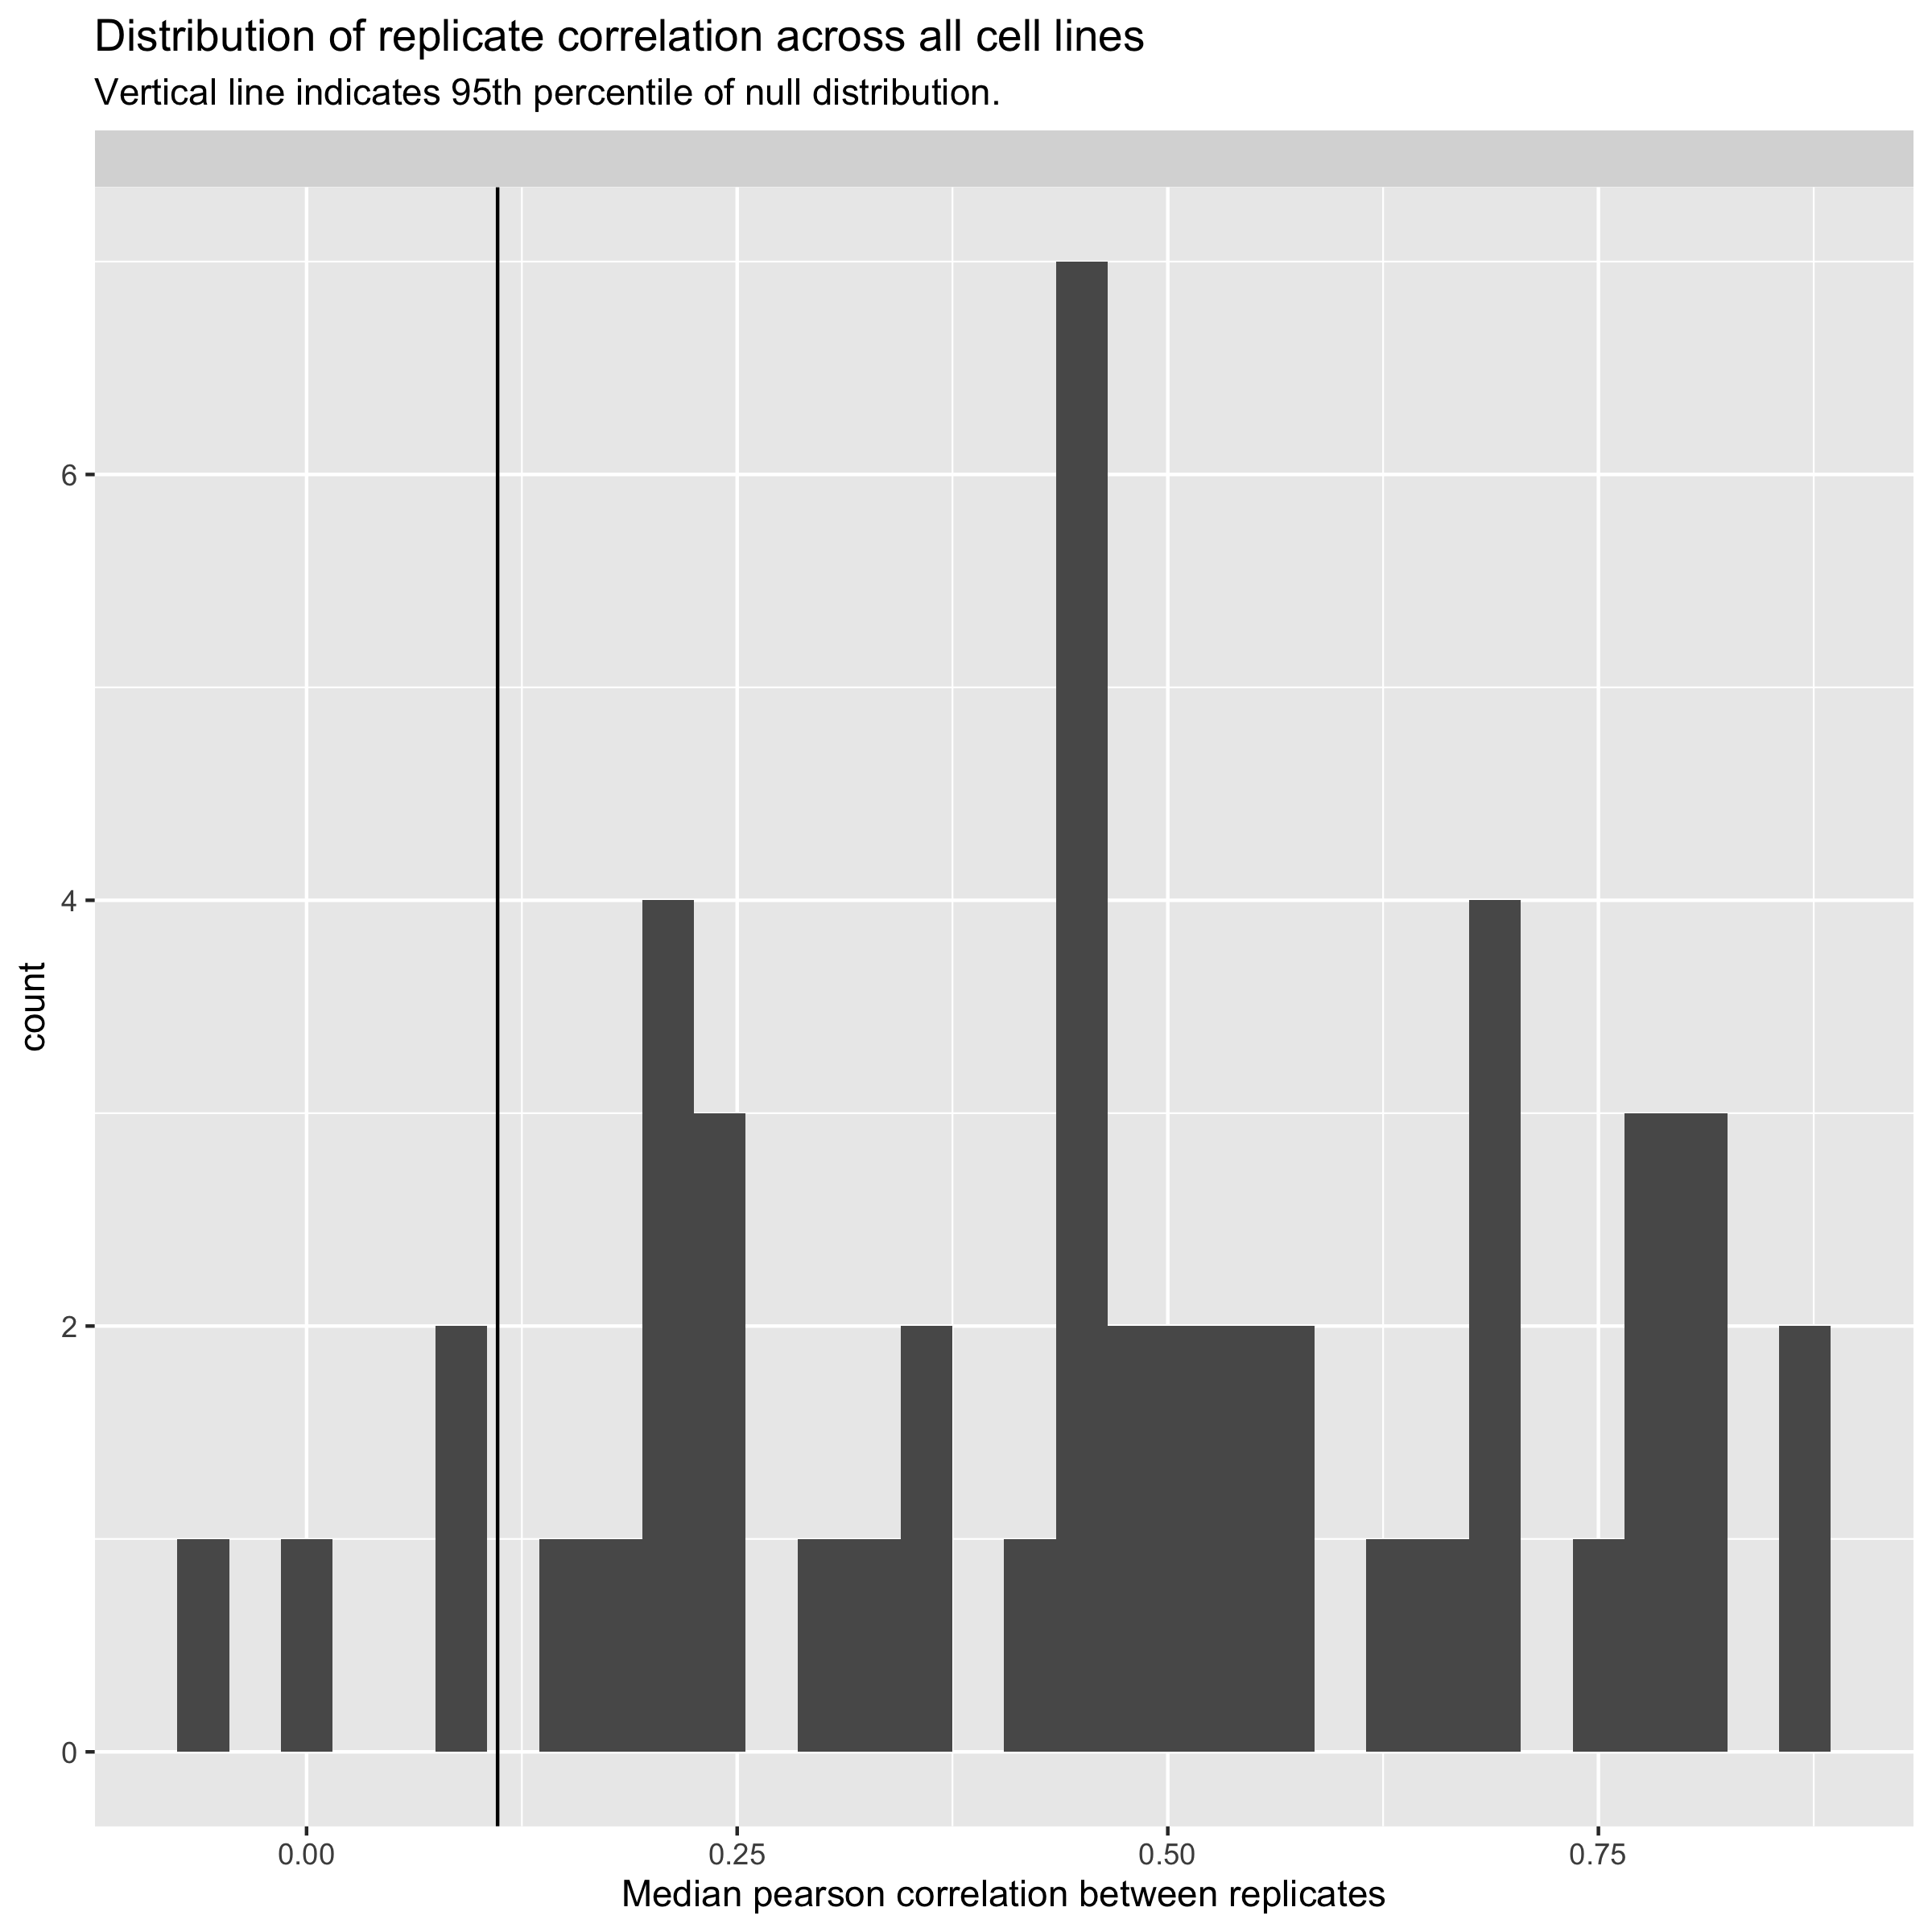 Distribution of replicate correlation across all cell lines
Vertical line indicates 95th percentile of null distribution.
count
6
4
2
0
0.00 0.25 0.50 0.75
Median pearson correlation between replicates